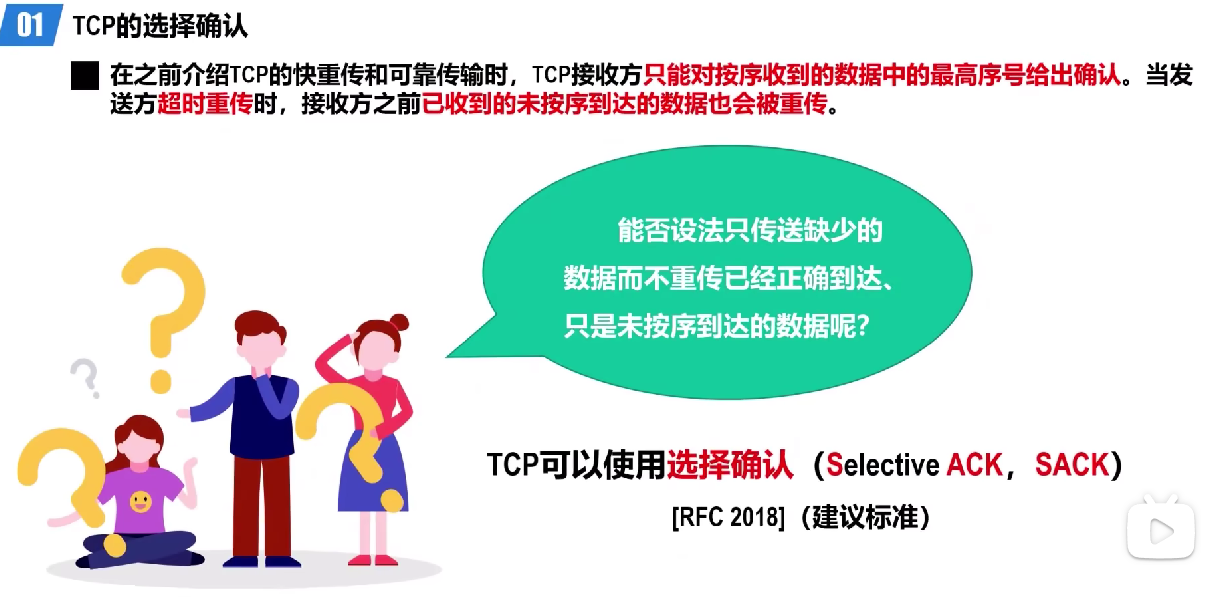 01 TCP的选择确认
在之前介绍TCP的快重传和可靠传输时，TCP接收方只能对按序收到的数据中的最高序号给出确认。当发
送方超时重传时，接收方之前已收到的未按序到达的数据也会被重传。
能否设法只传送缺少的
数据而不重传已经正确到达、
只是未按序到达的数据呢？
TCP可以使用选择确认（Selective ACK，SACK）
[RFC 2018]（建议标准）